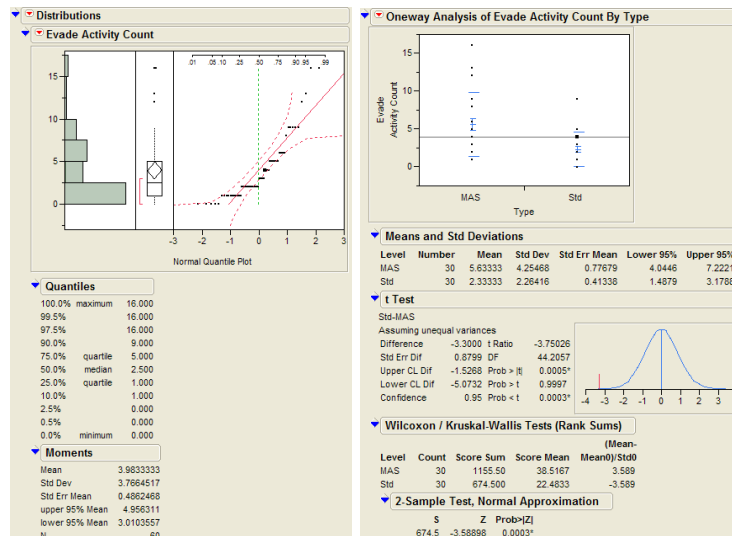 Distributions
Evade Activity Count
.01 .05 .10 .25 .50 .75 .90 .95 .99
15
10
5
0
-3 -2 -1 0 1 2 3
Normal Quantile Plot
Quantiles
100.0% maximum 16.000
99.5% 16.000
97.5% 16.000
90.0% 9.000
75.0% quartile 5.000
50.0% median 2.500
25.0% quartile 1.000
10.0% 1.000
2.5% 0.000
0.5% 0.000
0.0% minimum 0.000
Moments
Mean 3.9833333
Std Dev 3.7664517
Std Err Mean 0.4862468
upper 95% Mean 4.956311
lower 95% Mean 3.0103557
N 60
Oneway Analysis of Evade Activity Count By Type
Evade
Activity Count
15
10
5
0
MAS Std
Type
Means and Std Deviations
Level Number Mean Std Dev Std Err Mean Lower 95% Upper 95%
MAS 30 5.63333 4.25468 0.77679 4.0446 7.2221
Std 30 2.33333 2.26416 0.41338 1.4879 3.1788
t Test
Std-MAS
Assuming unequal variances
Difference -3.3000 t Ratio -3.75026
Std Err Dif 0.8799 DF 44.2057
Upper CL Dif -1.5268 Prob > |t| 0.0005*
Lower CL Dif -5.0732 Prob > t 0.9997
Confidence 0.95 Prob < t 0.0003*
-4 -3 -2 -1 0 1 2 3
Wilcoxon / Kruskal-Wallis Tests (Rank Sums)
(Mean-
Level Count Score Sum Score Mean Mean0)/Std0
MAS 30 1155.50 38.5167 3.589
Std 30 674.500 22.4833 -3.589
2-Sample Test, Normal Approximation
S Z Prob>|Z|
674.5 -3.58898 0.0003*